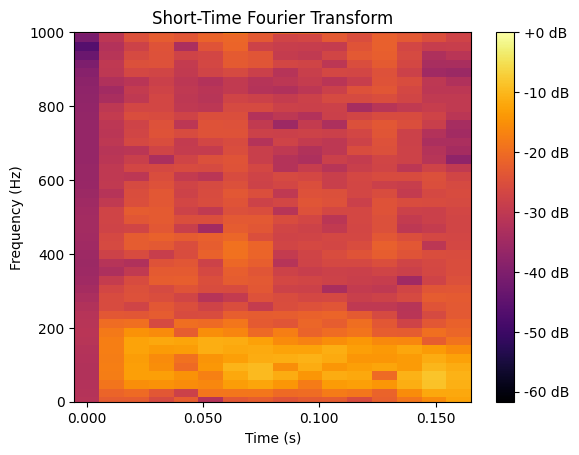 Short-Time Fourier Transform
1000
800
600
400
200
0
Frequency (Hz)
0.000
0.050
0.100
0.150
Time (s)
+0 dB
-10 dB
-20 dB
-30 dB
-40 dB
-50 dB
-60 dB